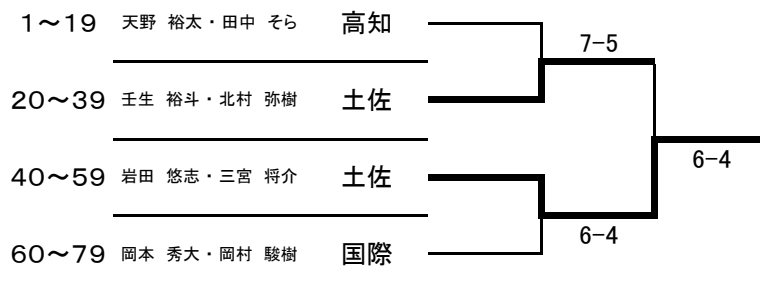 1～19 天野 裕太・田中 そら 高知
7-5
20～39 壬生 裕斗・北村 弥樹 土佐
6-4
40～59 岩田 悠志・三宮 将介 土佐
6-4
60～79 岡本 秀大・岡村 駿樹 国際